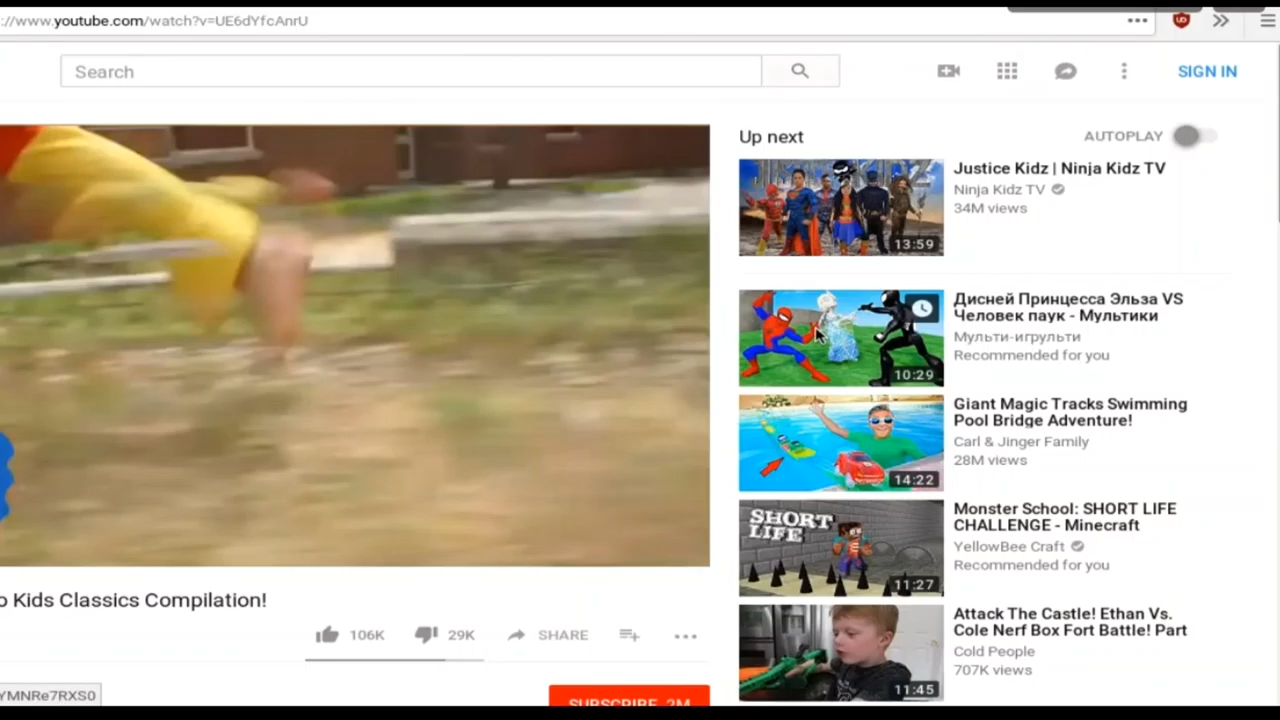 ://www.youtube.com/watch?v=UE6dYfcAnrU
Search
SIGN IN
Up next
AUTOPLAY
Justice Kidz | Ninja Kidz TV
Ninja Kidz TV
34M views
13:59
Дисней Принцесса Эльза VS
Человек паук - Мультики
Мульти-игрульти
Recommended for you
10:29
Giant Magic Tracks Swimming
Pool Bridge Adventure!
Carl & Jinger Family
28M views
14:22
Monster School: SHORT LIFE
CHALLENGE - Minecraft
YellowBee Craft
Recommended for you
SHORT
LIFE
11:27
Attack The Castle! Ethan Vs.
Cole Nerf Box Fort Battle! Part
Cold People
707K views
11:45
o Kids Classics Compilation!
106K
29K
SHARE
YMNRe7RXS0
SUBSCRIBE 2M